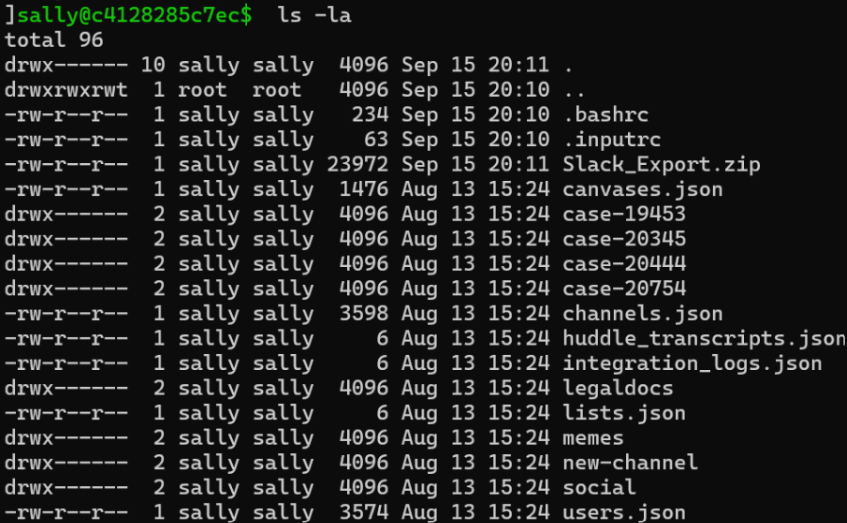 ]sally@c4128285c7ec$  ls -la
total 96
drwx------ 10 sally sally  4096 Sep 15 20:11 .
drwxrwxrwt  1 root  root   4096 Sep 15 20:10 ..
-rw-r--r--  1 sally sally   234 Sep 15 20:10 .bashrc
-rw-r--r--  1 sally sally    63 Sep 15 20:10 .inputrc
-rw-r--r--  1 sally sally 23972 Sep 15 20:11 Slack_Export.zip
-rw-r--r--  1 sally sally  1476 Aug 13 15:24 canvases.json
drwx------  2 sally sally  4096 Aug 13 15:24 case-19453
drwx------  2 sally sally  4096 Aug 13 15:24 case-20345
drwx------  2 sally sally  4096 Aug 13 15:24 case-20444
drwx------  2 sally sally  4096 Aug 13 15:24 case-20754
-rw-r--r--  1 sally sally  3598 Aug 13 15:24 channels.json
-rw-r--r--  1 sally sally     6 Aug 13 15:24 huddle_transcripts.json
-rw-r--r--  1 sally sally     6 Aug 13 15:24 integration_logs.json
drwx------  2 sally sally  4096 Aug 13 15:24 legaldocs
-rw-r--r--  1 sally sally     6 Aug 13 15:24 lists.json
drwx------  2 sally sally  4096 Aug 13 15:24 memes
drwx------  2 sally sally  4096 Aug 13 15:24 new-channel
drwx------  2 sally sally  4096 Aug 13 15:24 social
-rw-r--r--  1 sally sally  3574 Aug 13 15:24 users.json